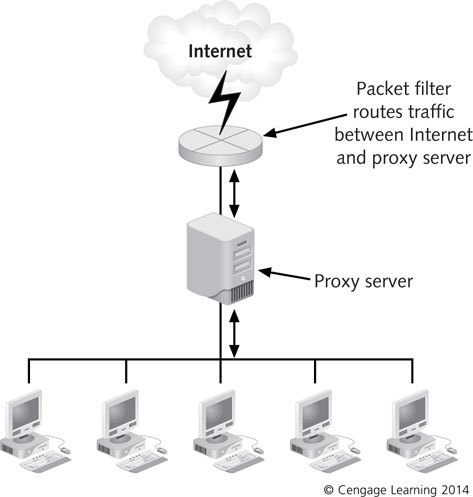 Internet
Packet filter
routes traffic
between Internet
and proxy server
Proxy server
© Cengage Learning 2014